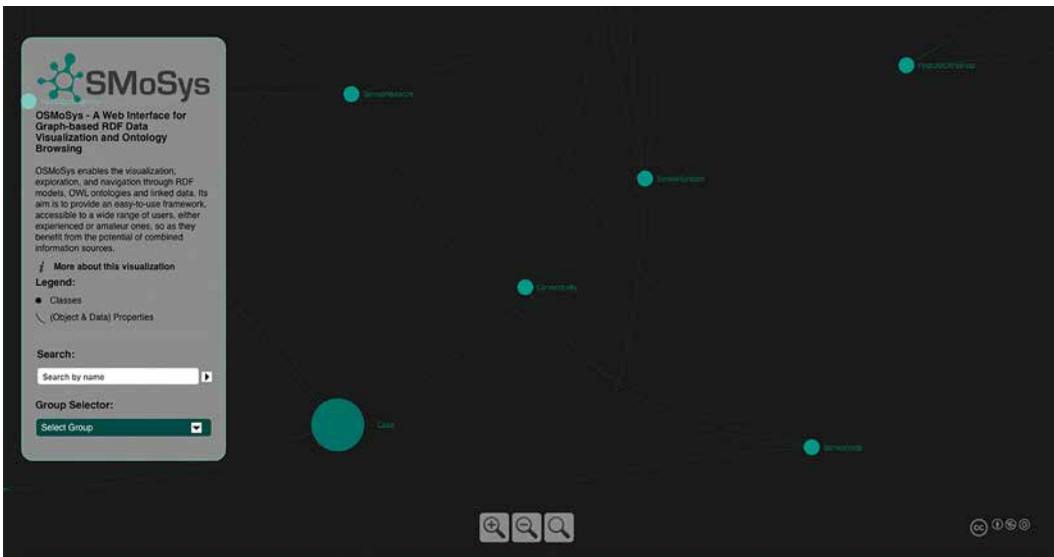 SMoSys
OSMoSys - A Web Interface for
Graph-based RDF Data
Visualization and Ontology
Browsing
OSMoSys enables the visualization,
exploration, and navigation through RDF
models, OWL ontologies and linked data. Its
aim is to provide an easy-to-use framework,
accessible to a wide range of users, either
experienced or amateur ones, so as they
benefit from the potential of combined
information sources.
i More about this visualization
Legend:
Classes
(Object & Data) Properties
Search:
Search by name
Group Selector:
Select Group
SensorNetwork
SensorSystem
Connectivity
cc